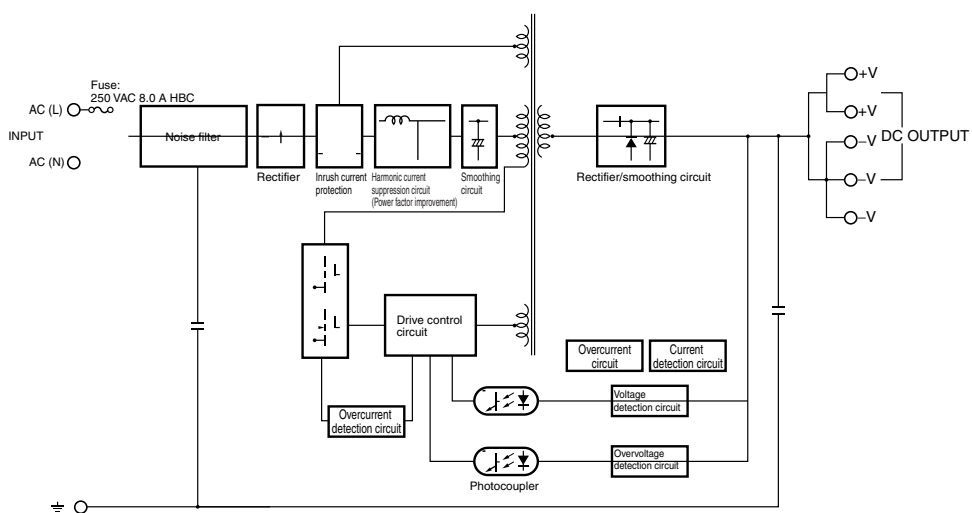 Fuse:
250 VAC 8.0 A HBC
AC (L)
INPUT
AC (N)
Noise filter
Rectifier
Inrush current
protection
Harmonic current
suppression circuit
(Power factor improvement)
Smoothing
circuit
Rectifier/smoothing circuit
+V
+V
–V
–V
–V
DC OUTPUT
Drive control
circuit
Overcurrent
detection circuit
Overcurrent
circuit
Current
detection circuit
Voltage
detection circuit
Overvoltage
detection circuit
Photocoupler